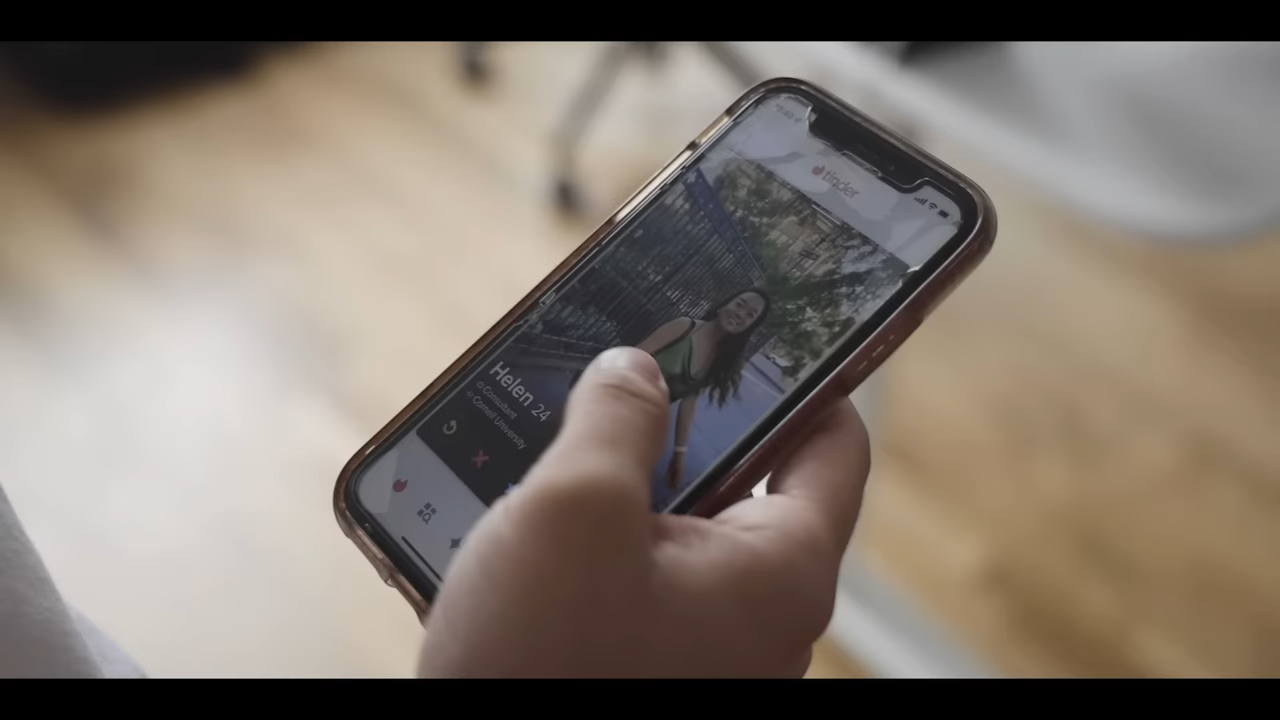 tinder
Helen 24
Consultant
Cornell University